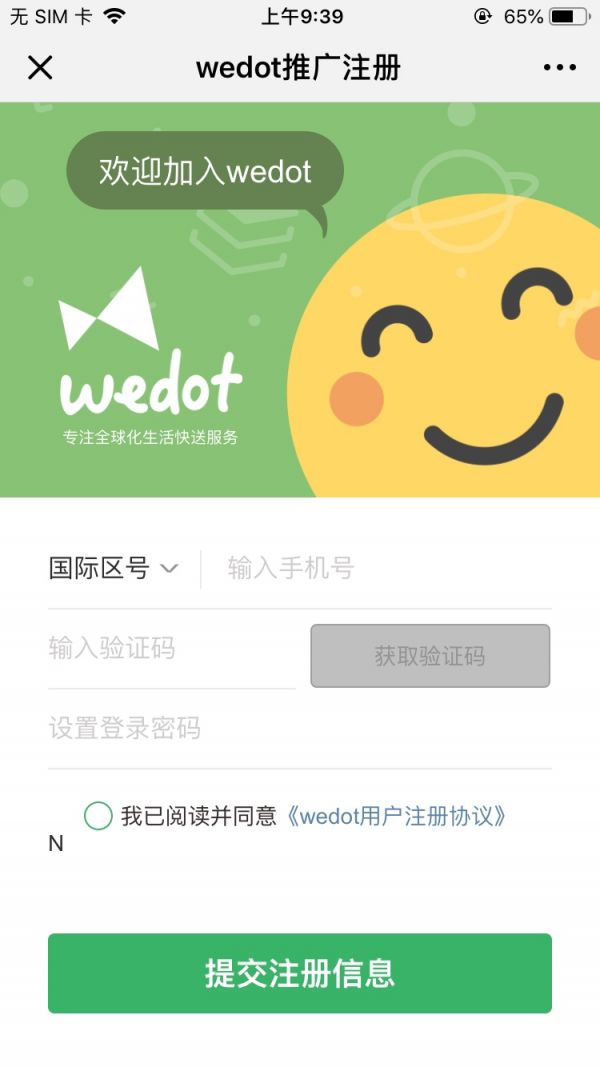 无 SIM 卡 上午9:39 65%
wedot推广注册
欢迎加入wedot
wedot
专注全球化生活快送服务
国际区号 输入手机号
输入验证码 获取验证码
设置登录密码
我已阅读并同意《wedot用户注册协议》
N
提交注册信息